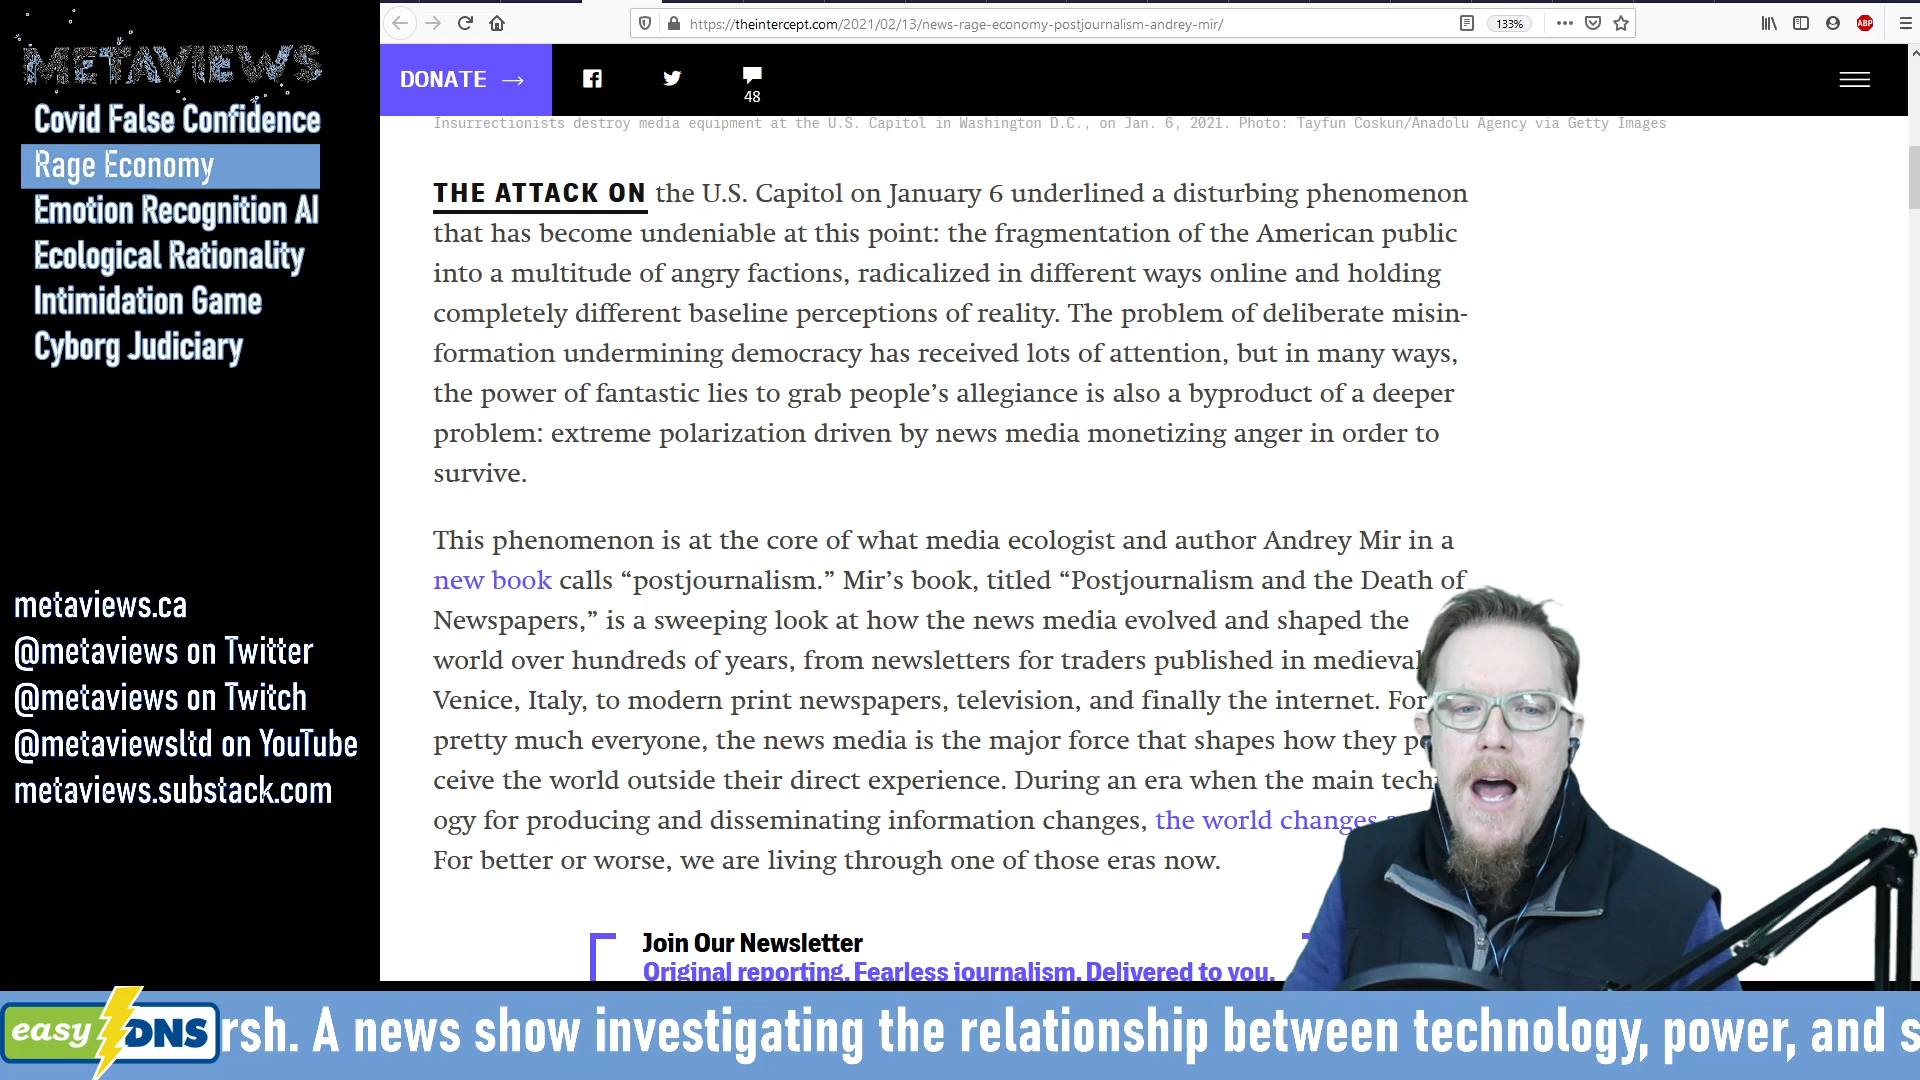 METAVIEWS
Covid False Confidence
Rage Economy
Emotion Recognition AI
Ecological Rationality
Intimidation Game
Cyborg Judiciary
metaviews.ca
@metaviews on Twitter
@metaviews on Twitch
@metaviewsltd on YouTube
metaviews.substack.com
https://theintercept.com/2021/02/13/news-rage-economy-postjournalism-andrey-mir/
133%
ABP
DONATE →
48
Insurrectionists destroy media equipment at the U.S. Capitol in Washington D.C., on Jan. 6, 2021. Photo: Tayfun Coskun/Anadolu Agency via Getty Images
THE ATTACK ON the U.S. Capitol on January 6 underlined a disturbing phenomenon
that has become undeniable at this point: the fragmentation of the American public
into a multitude of angry factions, radicalized in different ways online and holding
completely different baseline perceptions of reality. The problem of deliberate misin-
formation undermining democracy has received lots of attention, but in many ways,
the power of fantastic lies to grab people’s allegiance is also a byproduct of a deeper
problem: extreme polarization driven by news media monetizing anger in order to
survive.
This phenomenon is at the core of what media ecologist and author Andrey Mir in a
new book calls “postjournalism.” Mir’s book, titled “Postjournalism and the Death of
Newspapers,” is a sweeping look at how the news media evolved and shaped the
world over hundreds of years, from newsletters for traders published in medieval
Venice, Italy, to modern print newspapers, television, and finally the internet. For
pretty much everyone, the news media is the major force that shapes how they
ceive the world outside their direct experience. During an era when the main tech
ogy for producing and disseminating information changes, the world changes
For better or worse, we are living through one of those eras now.
Join Our Newsletter
Original reporting. Fearless journalism. Delivered to you.
easyDNS
rsh. A news show investigating the relationship between technology, power, and s